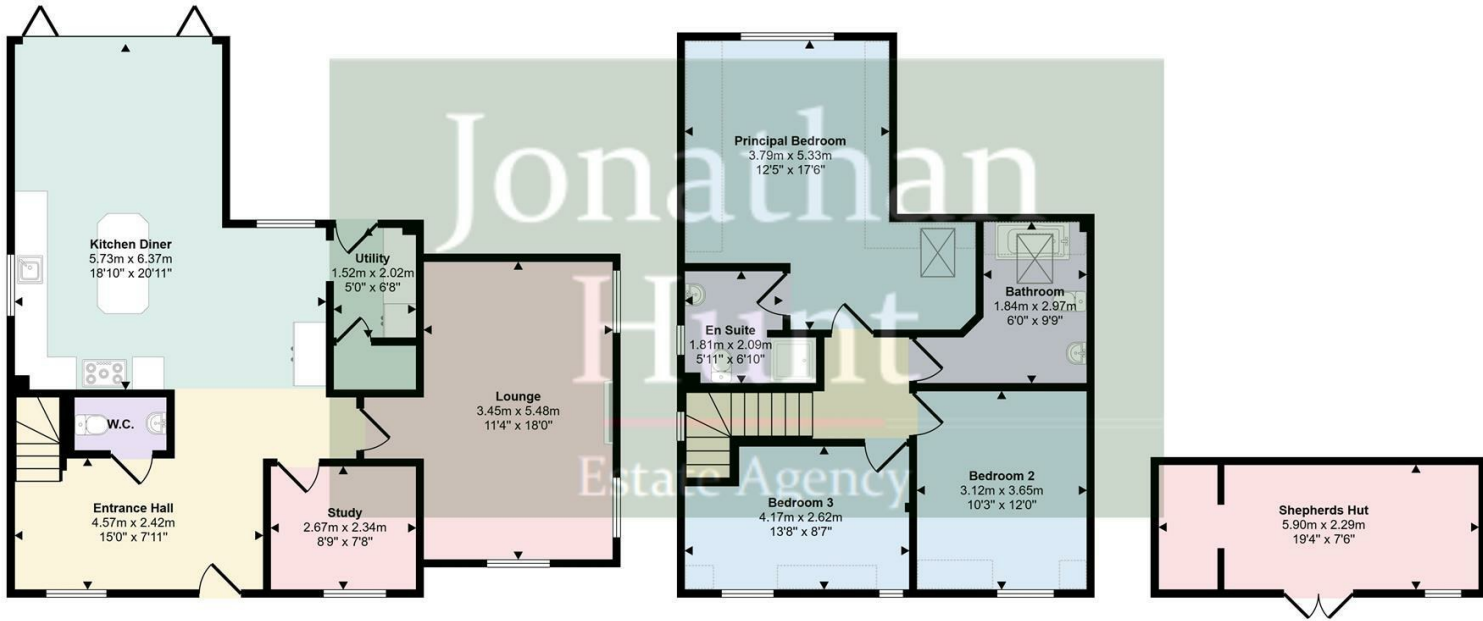 Jonathan
Hunt
Estate Agency
Kitchen Diner
5.73m x 6.37m
18'10" x 20'11"
Utility
1.52m x 2.02m
5'0" x 6'8"
Lounge
3.45m x 5.48m
11'4" x 18'0"
W.C.
Entrance Hall
4.57m x 2.42m
15'0" x 7'11"
Study
2.67m x 2.34m
8'9" x 7'8"
Principal Bedroom
3.79m x 5.33m
12'5" x 17'6"
En Suite
1.81m x 2.09m
5'11" x 6'10"
Bathroom
1.84m x 2.97m
6'0" x 9'9"
Bedroom 3
4.17m x 2.62m
13'8" x 8'7"
Bedroom 2
3.12m x 3.65m
10'3" x 12'0"
Shepherds Hut
5.90m x 2.29m
19'4" x 7'6"